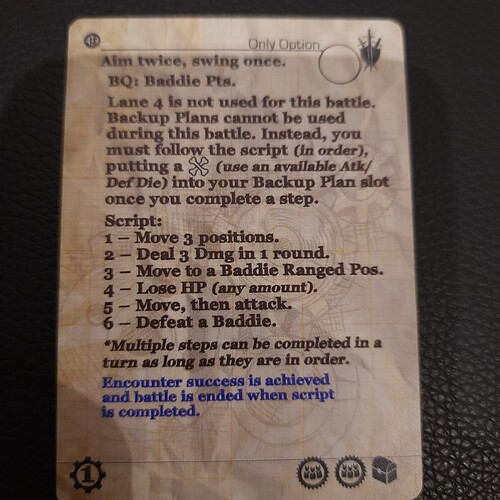 Only Option
Aim twice, swing once.
BQ: Baddie Pts.
Lane 4 is not used for this battle.
Backup Plans cannot be used
during this battle. Instead, you
must follow the script (in order),
putting a (use an available Atk/
Def Die) into your Backup Plan slot
once you complete a step.
Script:
1 – Move 3 positions.
2 – Deal 3 Dmg in 1 round.
3 – Move to a Baddie Ranged Pos.
4 – Lose HP (any amount).
5 – Move, then attack.
6 – Defeat a Baddie.
*Multiple steps can be completed in a
turn as long as they are in order.
Encounter success is achieved
and battle is ended when script
is completed.
1